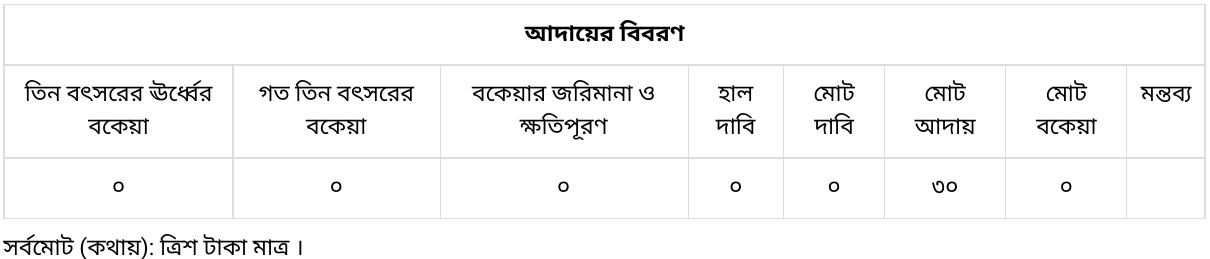 আদায়ের বিবরণ
তিন বৎসরের ঊর্ধ্বের বকেয়া
গত তিন বৎসরের বকেয়া
বকেয়ার জরিমানা ও ক্ষতিপূরণ
হাল দাবি
মোট দাবি
মোট আদায়
মোট বকেয়া
মন্তব্য
০ ০ ০ ০ ০ ৩০ ০
সর্বমোট (কথায়): ত্রিশ টাকা মাত্র ।